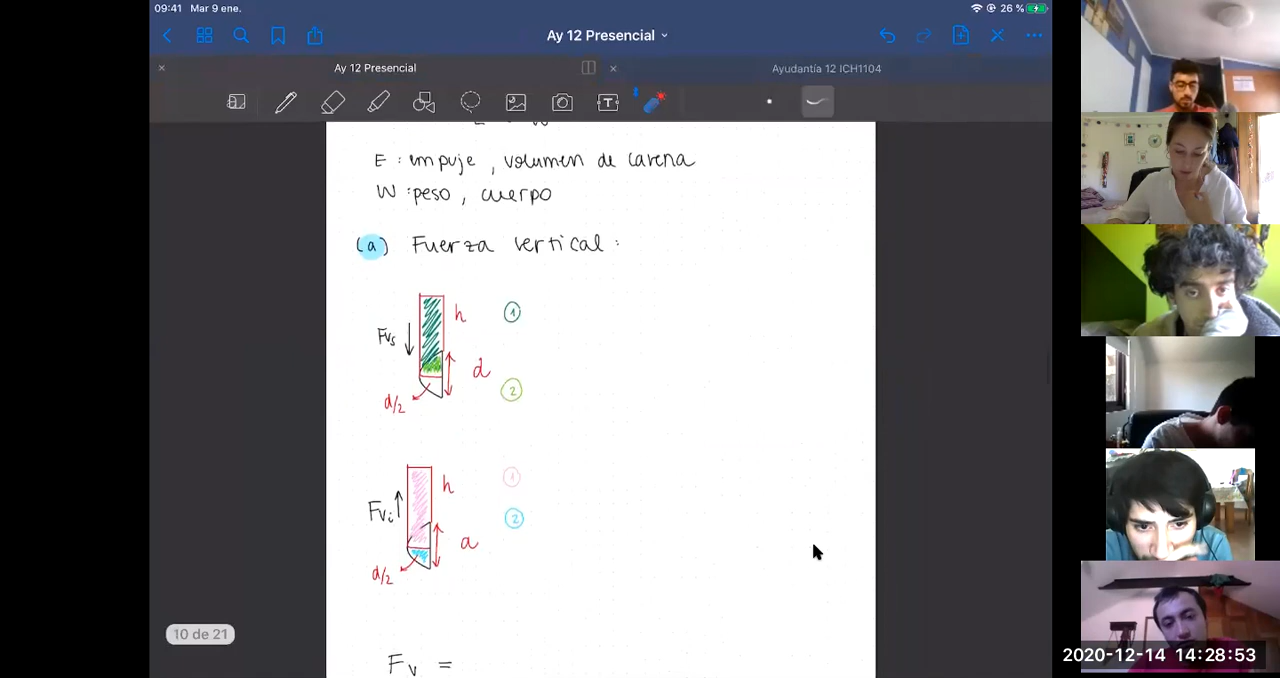 09:41 Mar 9 ene. 26 %
Ay 12 Presencial
Ay 12 Presencial Ayudantía 12 ICH1104
E : empuje , volumen de carena
W : peso , cuerpo
(a) Fuerza vertical :
h 1
Fvs
d
2
d/2
h 1
Fvi 2
a
d/2
10 de 21
Fv =
2020-12-14 14:28:53